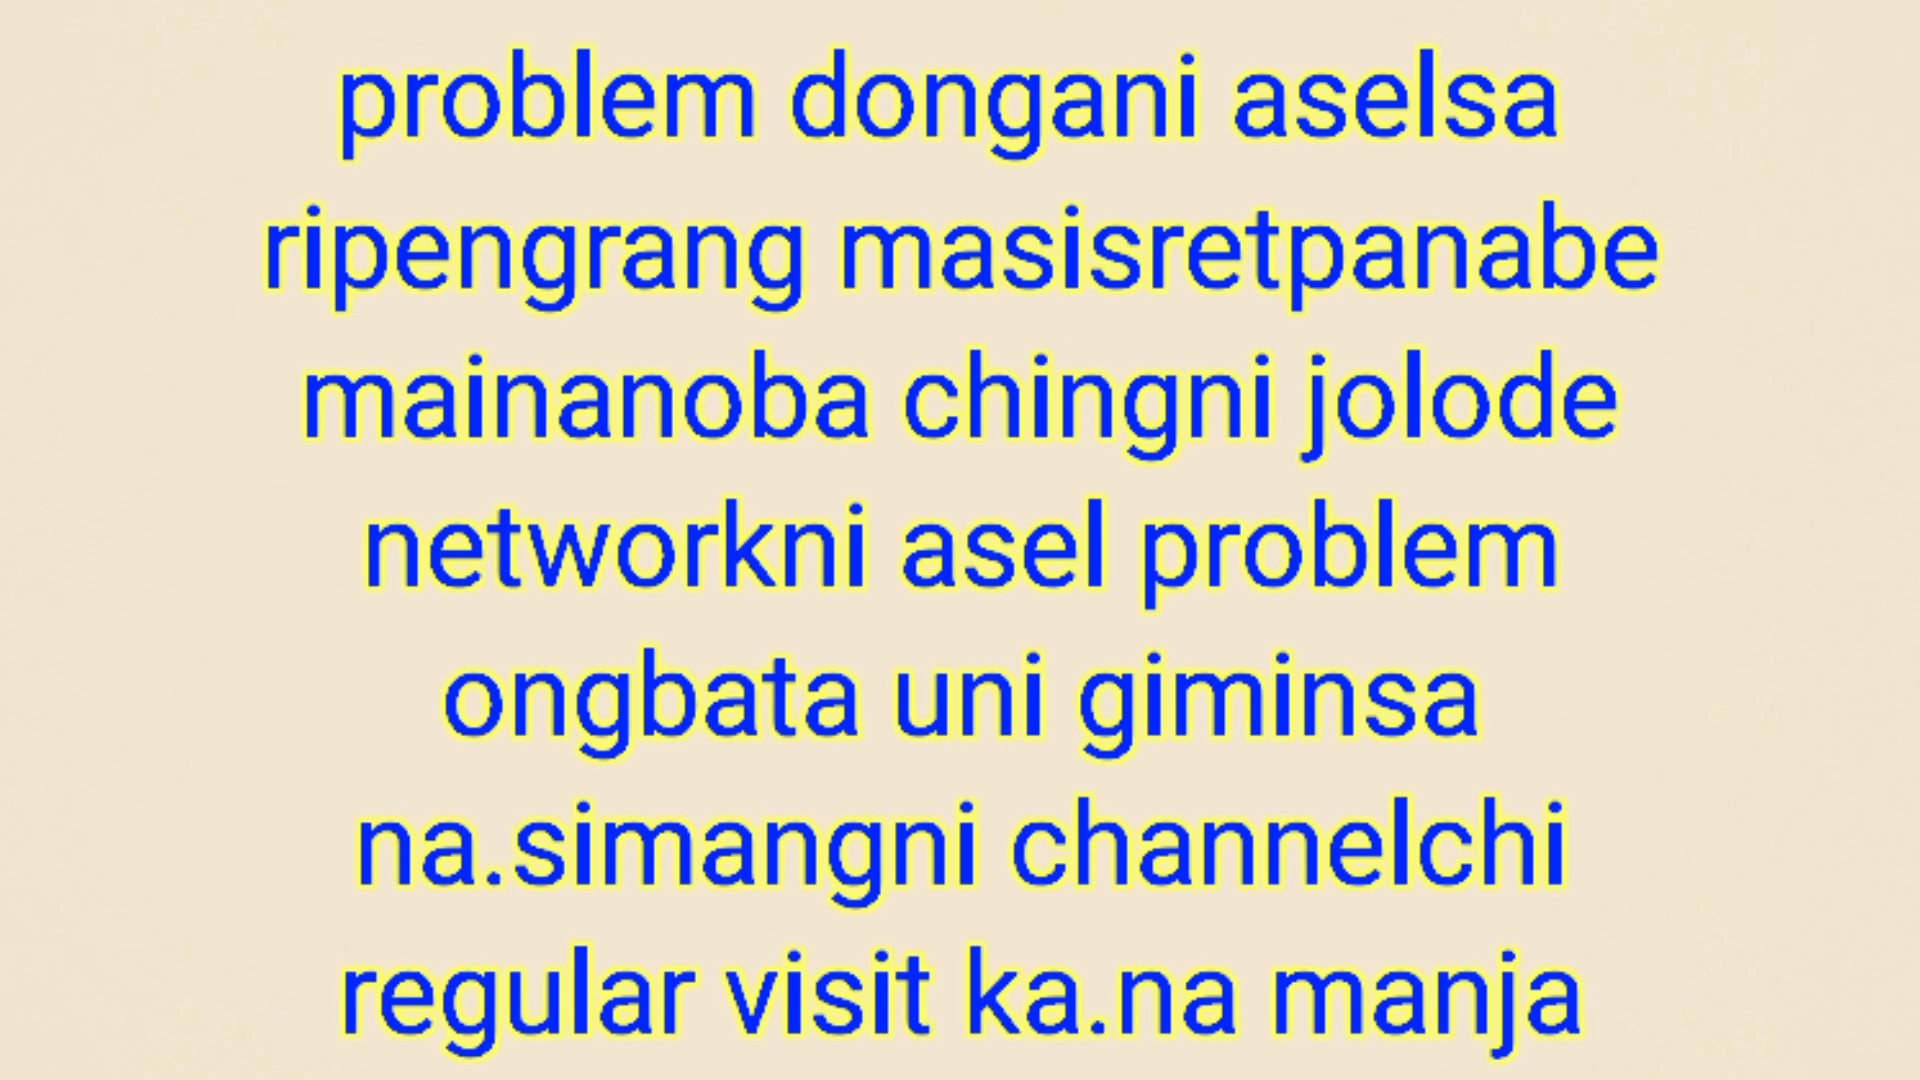 problem dongani aselsa
ripengrang masisretpanabe
mainanoba chingni jolode
networkni asel problem
ongbata uni giminsa
na.simangni channelchi
regular visit ka.na manja